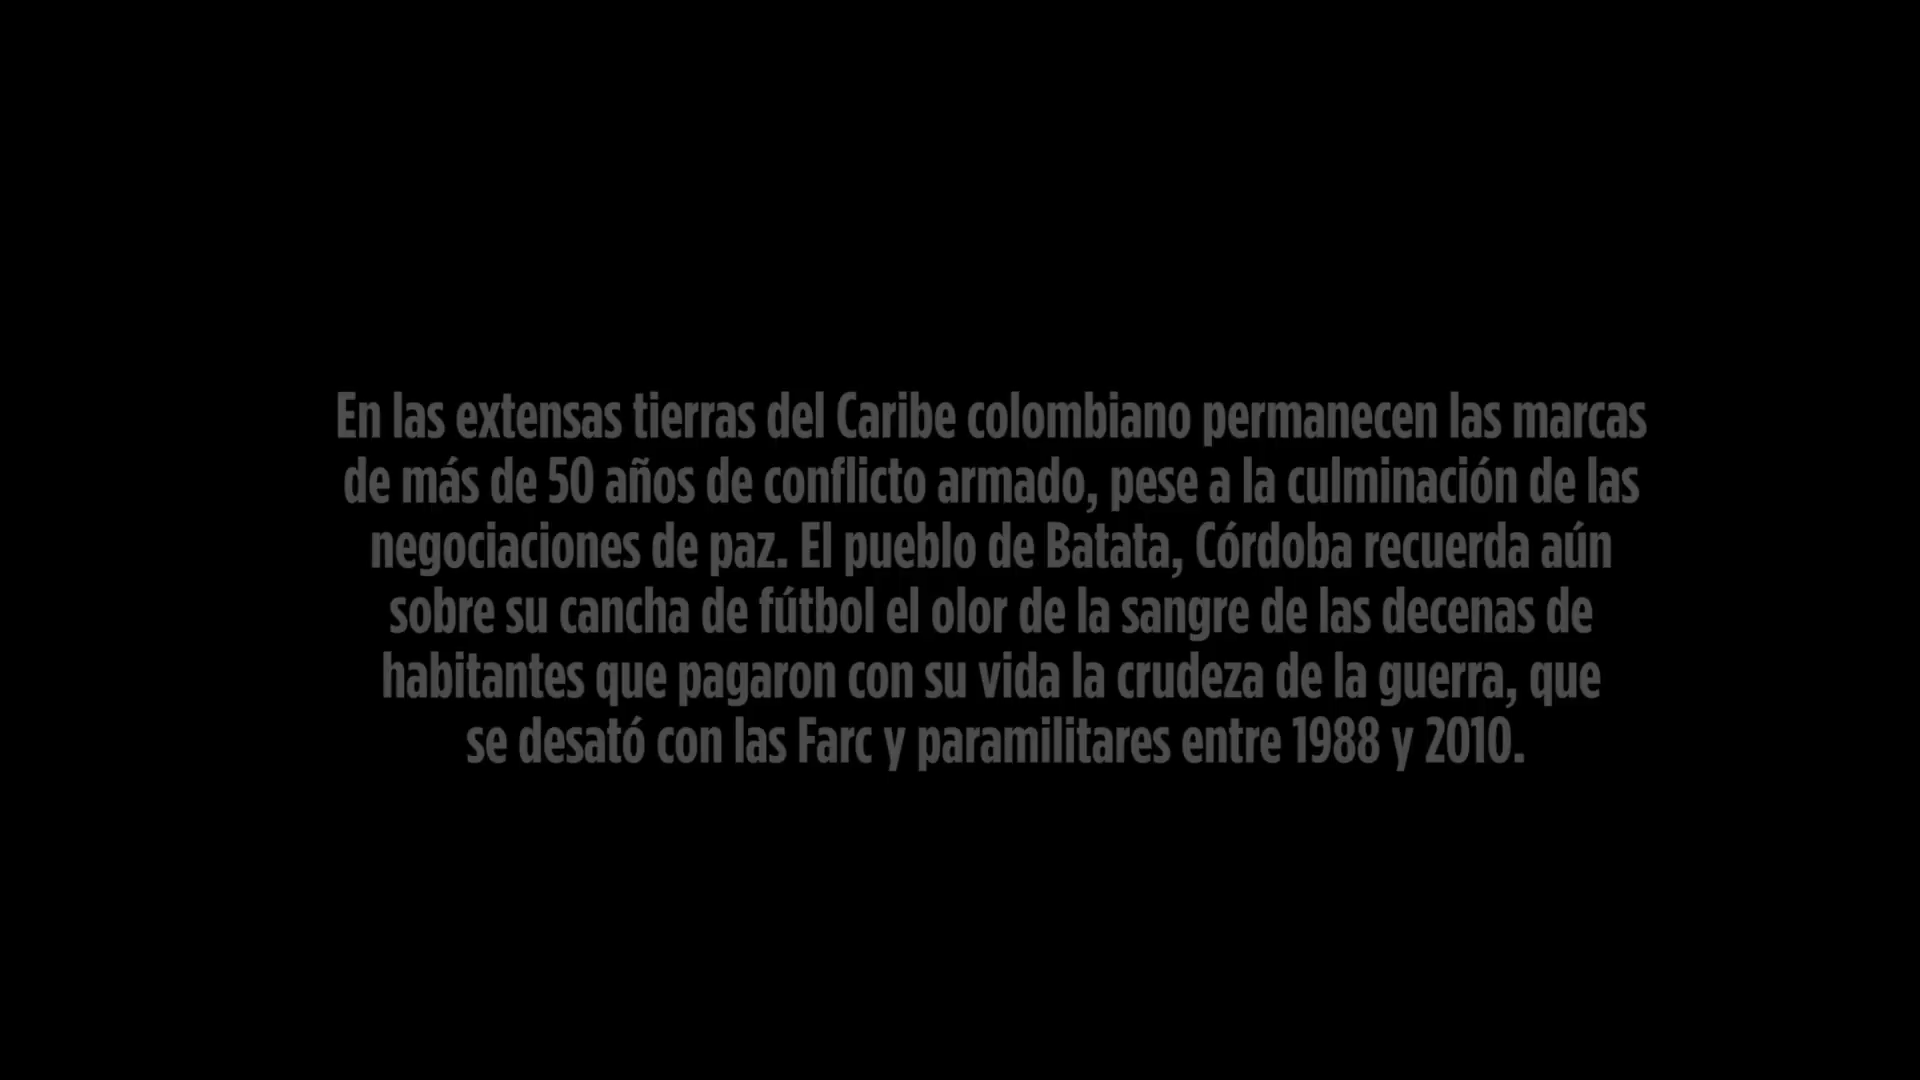 En las extensas tierras del Caribe colombiano permanecen las marcas
de más de 50 años de conflicto armado, pese a la culminación de las
negociaciones de paz. El pueblo de Batata, Córdoba recuerda aún
sobre su cancha de fútbol el olor de la sangre de las decenas de
habitantes que pagaron con su vida la crudeza de la guerra, que
se desató con las Farc y paramilitares entre 1988 y 2010.